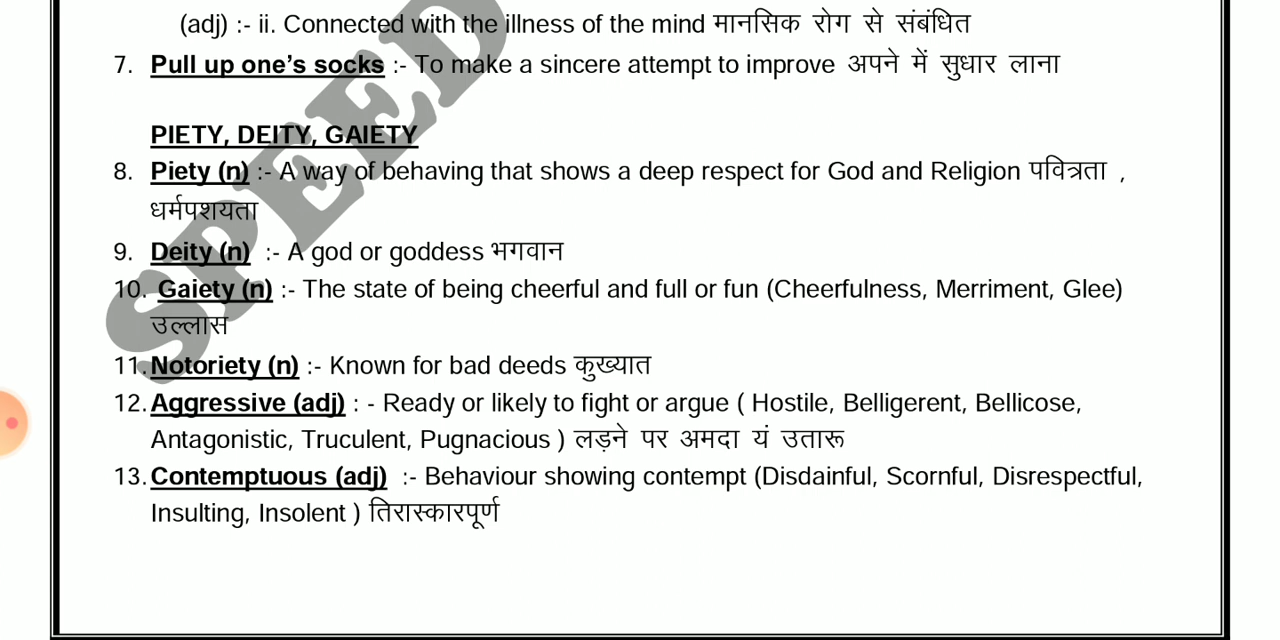 (adj) :- ii. Connected with the illness of the mind मानसिक रोग से संबंधित
7. Pull up one’s socks :- To make a sincere attempt to improve अपने में सुधार लाना
PIETY, DEITY, GAIETY
8. Piety (n) :- A way of behaving that shows a deep respect for God and Religion पवित्रता ,
धर्मपशयता
9. Deity (n) :- A god or goddess भगवान
10. Gaiety (n) :- The state of being cheerful and full or fun (Cheerfulness, Merriment, Glee)
उल्लास
11. Notoriety (n) :- Known for bad deeds कुख्यात
12. Aggressive (adj) : - Ready or likely to fight or argue ( Hostile, Belligerent, Bellicose,
Antagonistic, Truculent, Pugnacious ) लड़ने पर अमदा यं उतारू
13. Contemptuous (adj) :- Behaviour showing contempt (Disdainful, Scornful, Disrespectful,
Insulting, Insolent ) तिरास्कारपूर्ण
SPEED